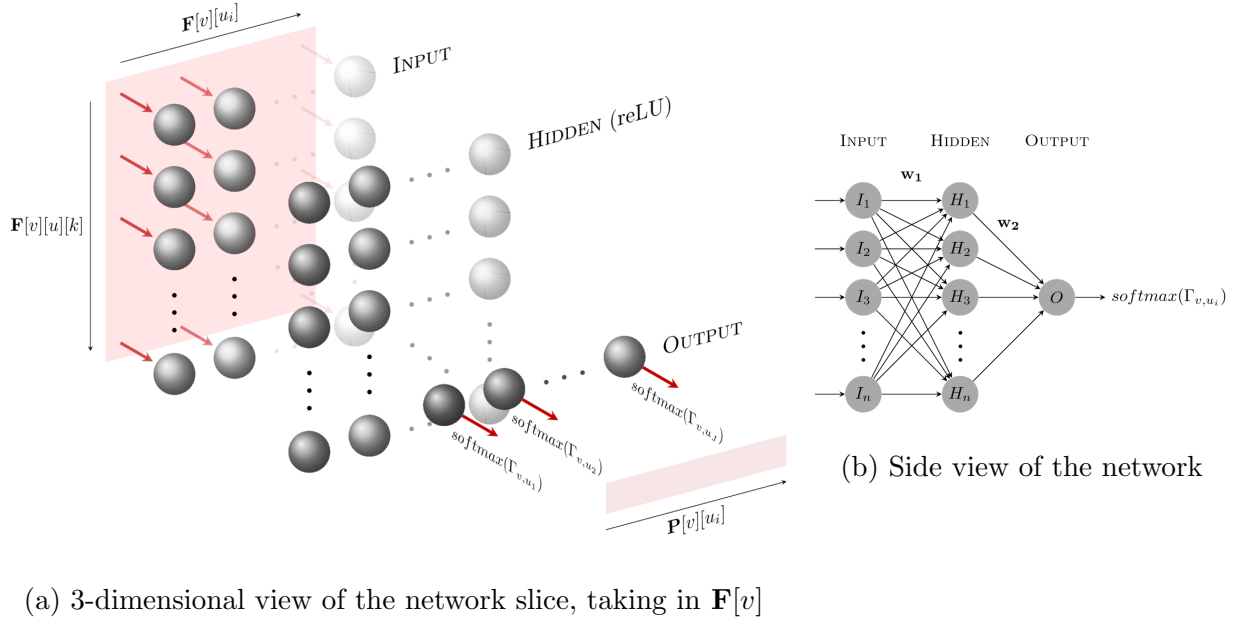 F[v][u_i]
INPUT
HIDDEN (reLU)
F[v][u][k]
OUTPUT
softmax(Γ_{v,u_1})
softmax(Γ_{v,u_2})
softmax(Γ_{v,u_J})
P[v][u_i]
(a) 3-dimensional view of the network slice, taking in F[v]
INPUT HIDDEN OUTPUT
w_1
w_2
I_1 H_1
I_2 H_2
I_3 H_3 O softmax(Γ_{v,u_i})
I_n H_n
(b) Side view of the network